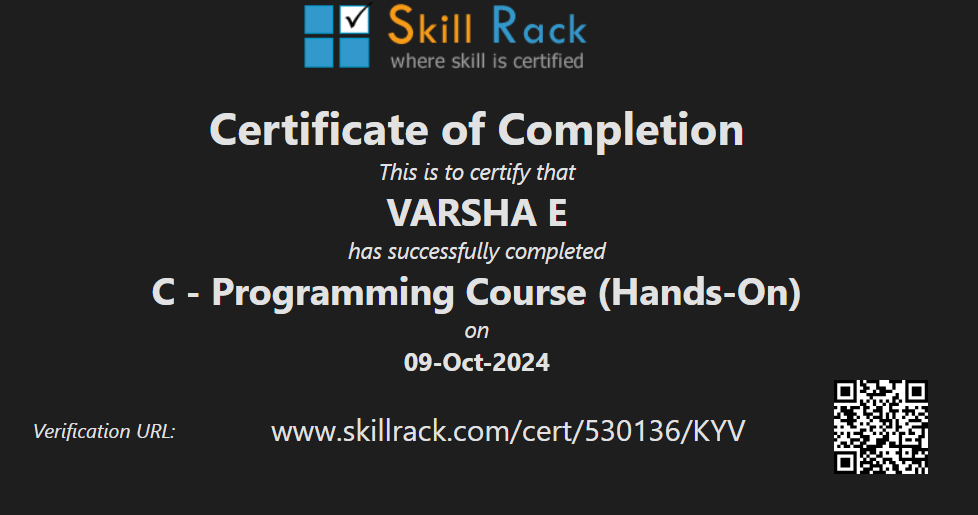 Skill Rack
where skill is certified
Certificate of Completion
This is to certify that
VARSHA E
has successfully completed
C - Programming Course (Hands-On)
on
09-Oct-2024
Verification URL: www.skillrack.com/cert/530136/KYV